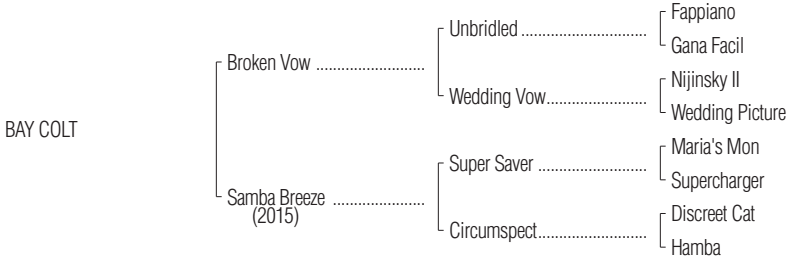 Fappiano
Unbridled ..............................
Gana Facil
Broken Vow ..........................
Nijinsky II
Wedding Vow........................
Wedding Picture
BAY COLT
Maria's Mon
Super Saver ..........................
Supercharger
Samba Breeze ......................
(2015)
Discreet Cat
Circumspect..........................
Hamba